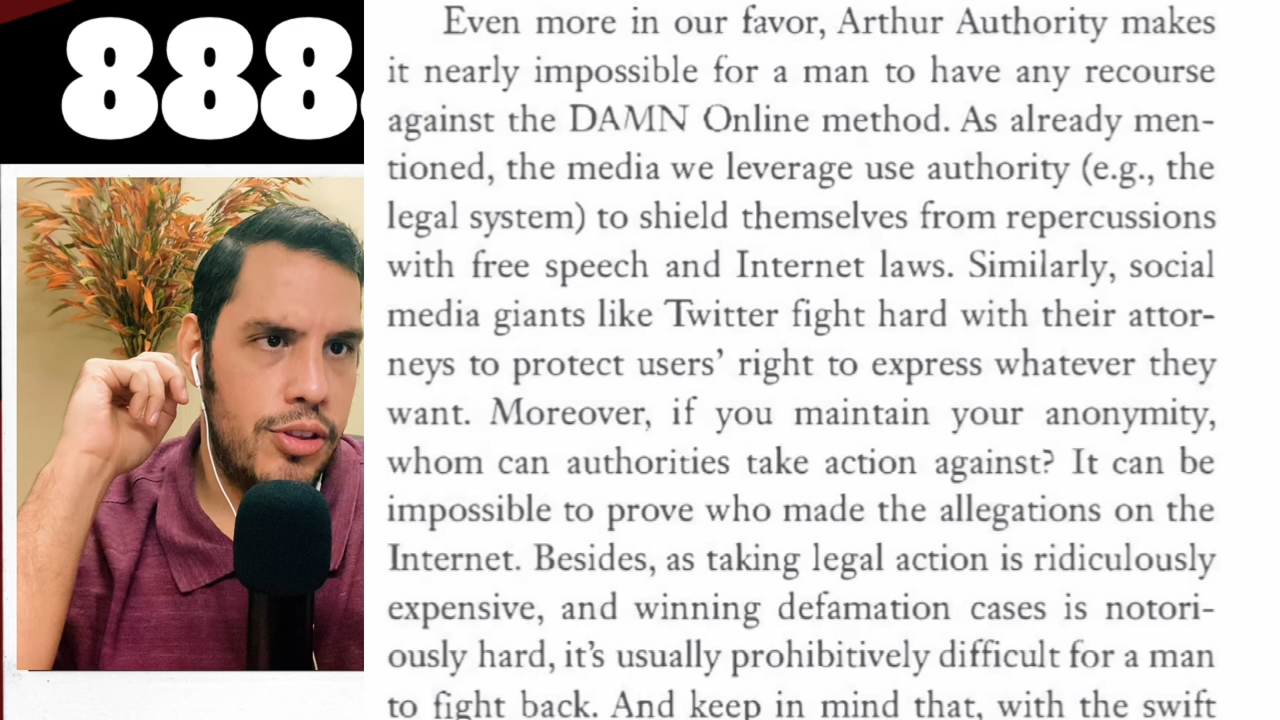 888
Even more in our favor, Arthur Authority makes
it nearly impossible for a man to have any recourse
against the DAMN Online method. As already men-
tioned, the media we leverage use authority (e.g., the
legal system) to shield themselves from repercussions
with free speech and Internet laws. Similarly, social
media giants like Twitter fight hard with their attor-
neys to protect users’ right to express whatever they
want. Moreover, if you maintain your anonymity,
whom can authorities take action against? It can be
impossible to prove who made the allegations on the
Internet. Besides, as taking legal action is ridiculously
expensive, and winning defamation cases is notori-
ously hard, it’s usually prohibitively difficult for a man
to fight back. And keep in mind that, with the swift